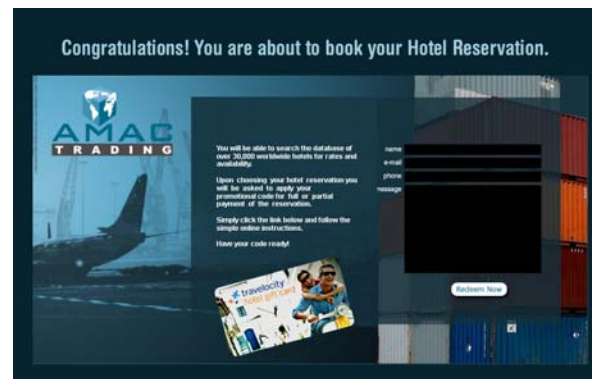 Congratulations! You are about to book your Hotel Reservation.
AMAC
TRADING
You will be able to search the database of
over 30,000 worldwide hotels for rates and
availability.
Upon choosing your hotel reservation you
will be asked to apply your
promotional code for full or partial
payment of the reservation.
Simply click the link below and follow the
simple online instructions.
Have your code ready!
name
e-mail
phone
message
travelocity
hotel gift card
Redeem Now